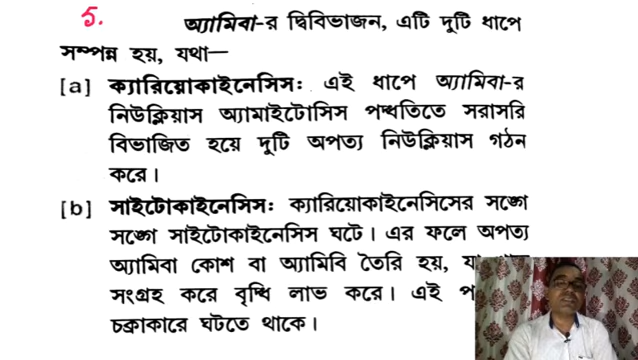 5. অ্যামিবা-র দ্বিবিভাজন, এটি দুটি ধাপে
সম্পন্ন হয়, যথা—
[a] ক্যারিয়োকাইনেসিস: এই ধাপে অ্যামিবা-র
নিউক্লিয়াস অ্যামাইটোসিস পদ্ধতিতে সরাসরি
বিভাজিত হয়ে দুটি অপত্য নিউক্লিয়াস গঠন
করে।
[b] সাইটোকাইনেসিস: ক্যারিয়োকাইনেসিসের সঙ্গে
সঙ্গে সাইটোকাইনেসিস ঘটে। এর ফলে অপত্য
অ্যামিবা কোশ বা অ্যামিবি তৈরি হয়,
সংগ্রহ করে বৃদ্ধি লাভ করে। এই
চক্রাকারে ঘটতে থাকে।